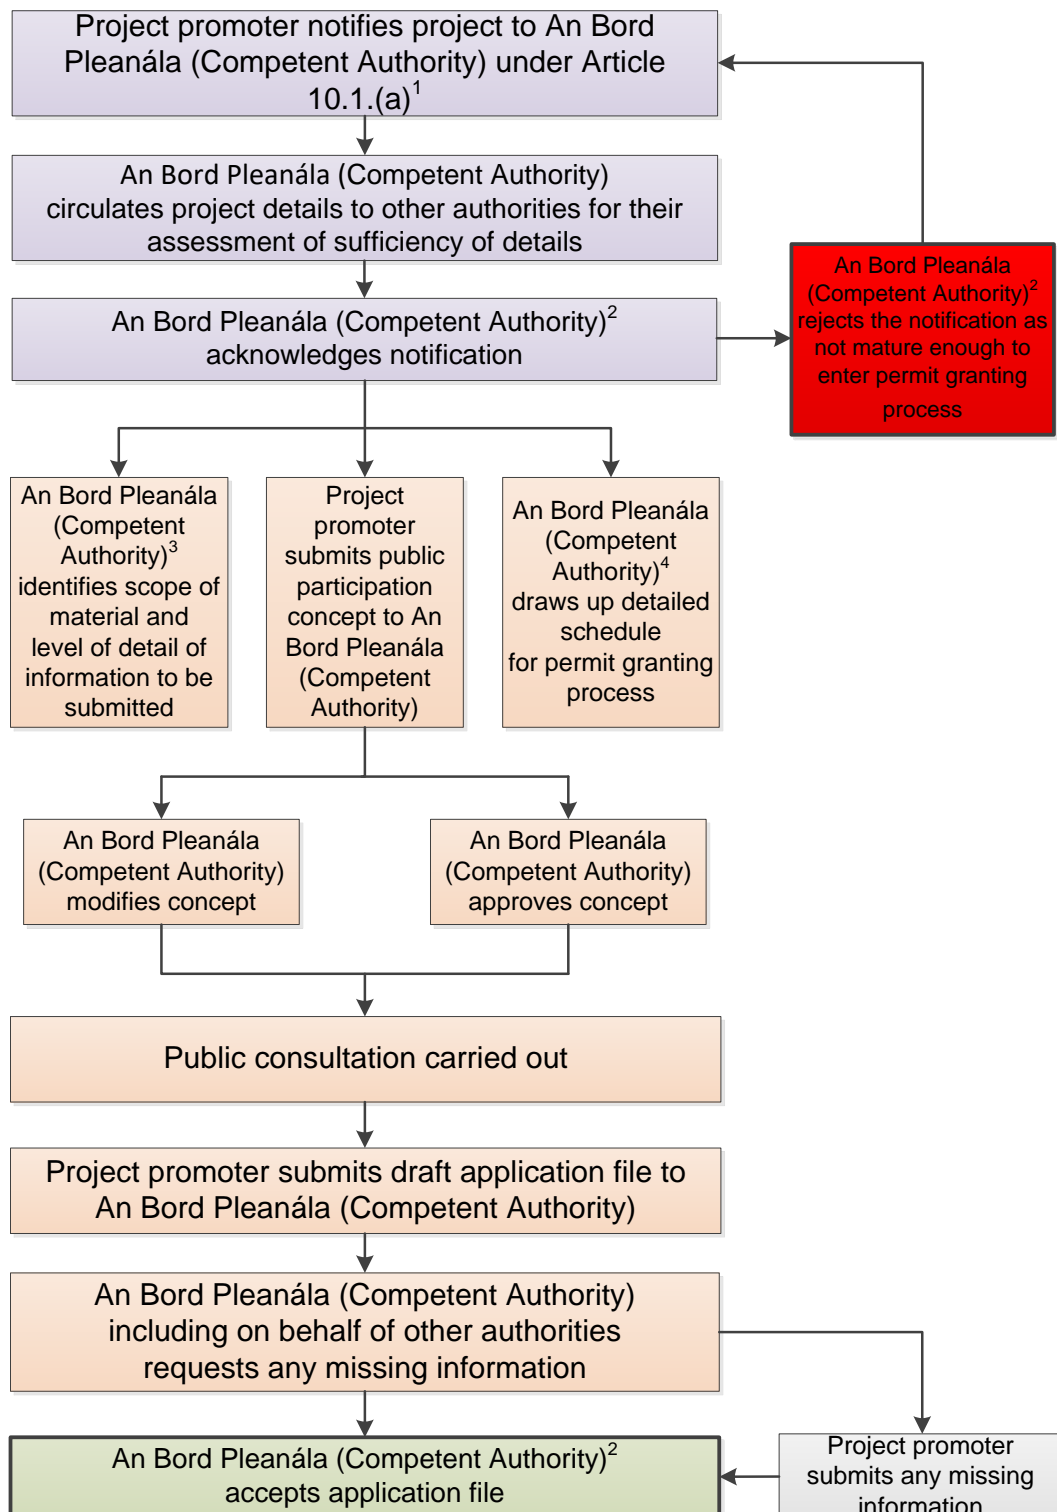 Project promoter notifies project to An Bord
Pleanála (Competent Authority) under Article
10.1.(a)1
An Bord Pleanála (Competent Authority)
circulates project details to other authorities for their
assessment of sufficiency of details
An Bord Pleanála (Competent Authority)2
acknowledges notification
An Bord Pleanála
(Competent Authority)2
rejects the notification as
not mature enough to
enter permit granting
process
An Bord Pleanála
(Competent
Authority)3
identifies scope of
material and
level of detail of
information to be
submitted
Project
promoter
submits public
participation
concept to An
Bord Pleanála
(Competent
Authority)
An Bord Pleanála
(Competent
Authority)4
draws up detailed
schedule
for permit granting
process
An Bord Pleanála
(Competent Authority)
modifies concept
An Bord Pleanála
(Competent Authority)
approves concept
Public consultation carried out
Project promoter submits draft application file to
An Bord Pleanála (Competent Authority)
An Bord Pleanála (Competent Authority)
including on behalf of other authorities
requests any missing information
An Bord Pleanála (Competent Authority)2
accepts application file
Project promoter
submits any missing
information